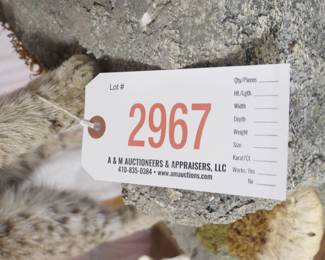 Lot #
2967
A & M AUCTIONEERS & APPRAISERS, LLC
410-835-0384 • www.amauctions.com
Qty/Pieces
Ht./Lgth
Width
Depth
Weight
Size
Karat/Ct
Works: Yes
No